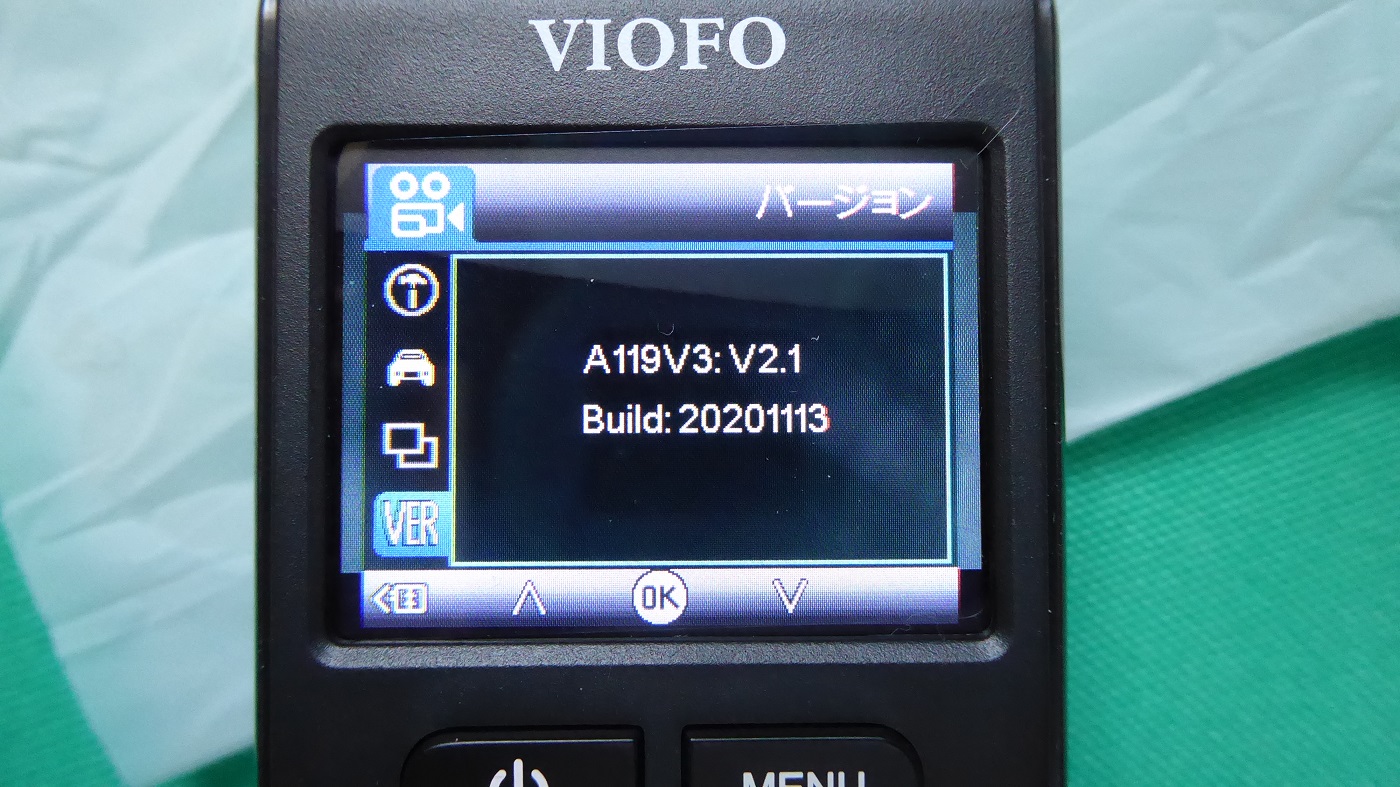 VIOFO
バージョン
A119V3: V2.1
Build: 20201113
VER
OK
MENU